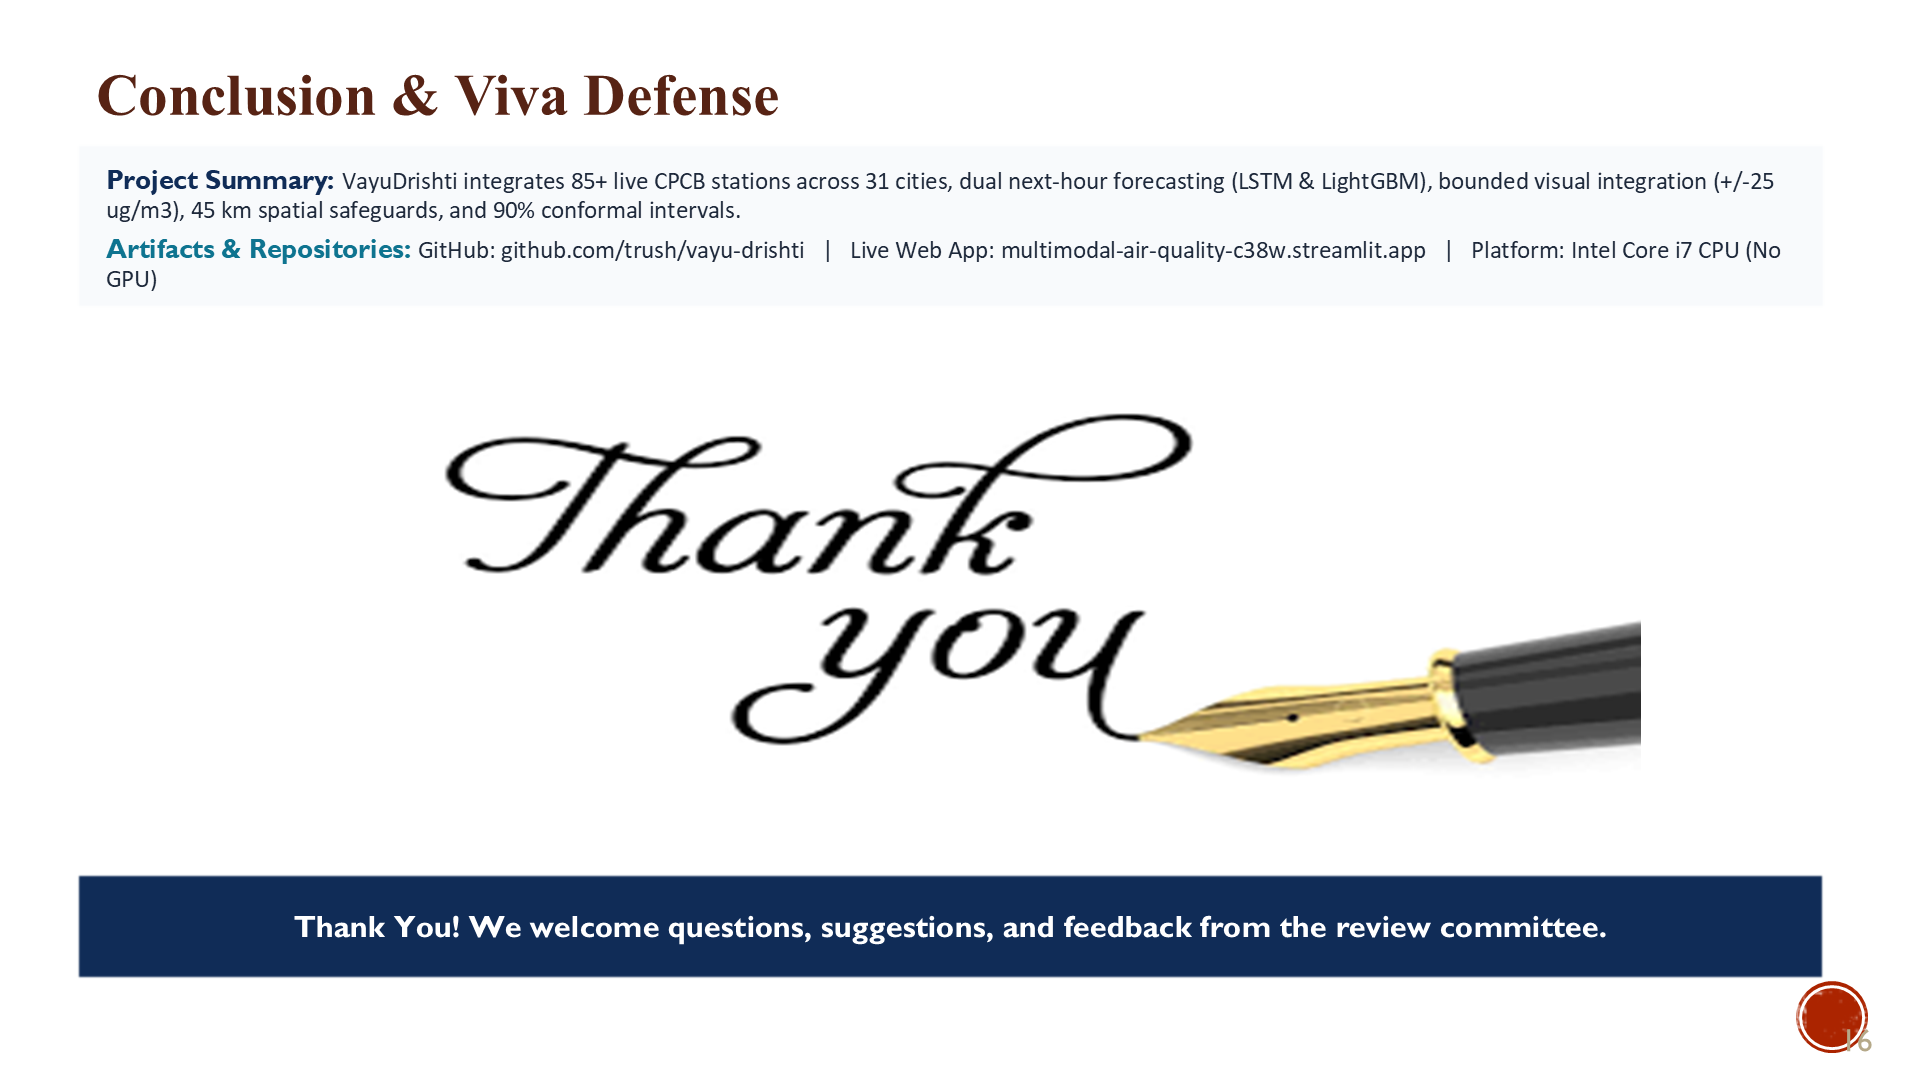 Conclusion & Viva Defense
Project Summary: VayuDrishti integrates 85+ live CPCB stations across 31 cities, dual next-hour forecasting (LSTM & LightGBM), bounded visual integration (+/-25
ug/m3), 45 km spatial safeguards, and 90% conformal intervals.
Artifacts & Repositories: GitHub: github.com/trush/vayu-drishti | Live Web App: multimodal-air-quality-c38w.streamlit.app | Platform: Intel Core i7 CPU (No
GPU)
Thank
you
Thank You! We welcome questions, suggestions, and feedback from the review committee.
16